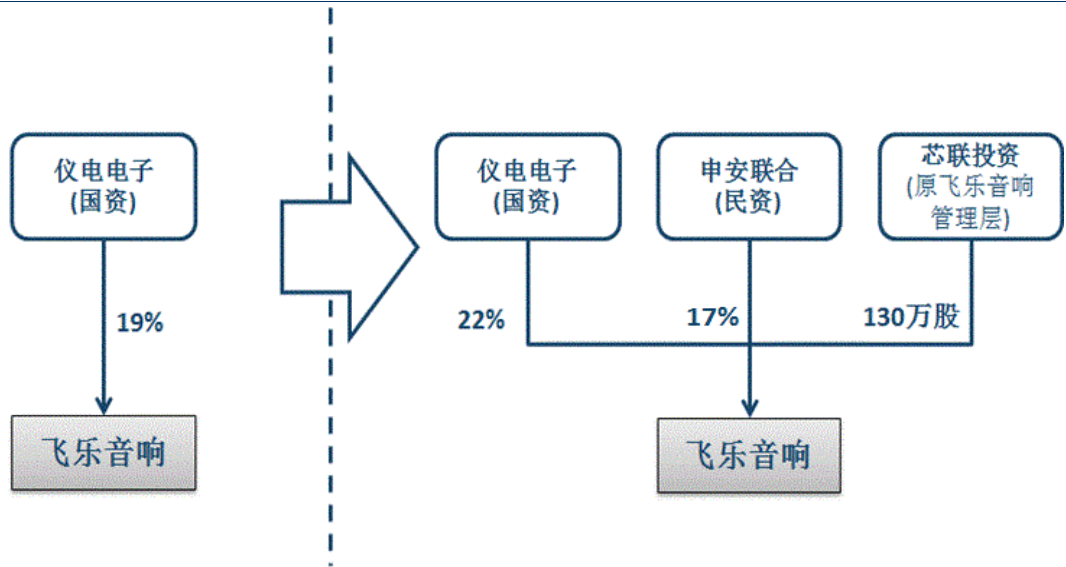 仪电电子
(国资)
19%
飞乐音响
仪电电子
(国资)
申安联合
(民资)
芯联投资
(原飞乐音响
管理层)
22%
17%
130万股
飞乐音响